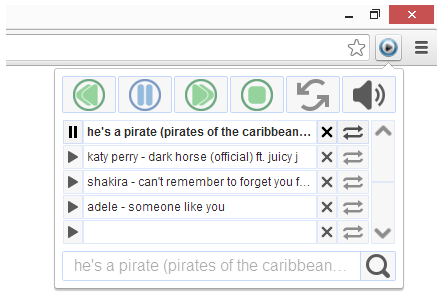 he's a pirate (pirates of the caribbean...
katy perry - dark horse (official) ft. juicy j
shakira - can't remember to forget you f...
adele - someone like you
he's a pirate (pirates of the caribbean...